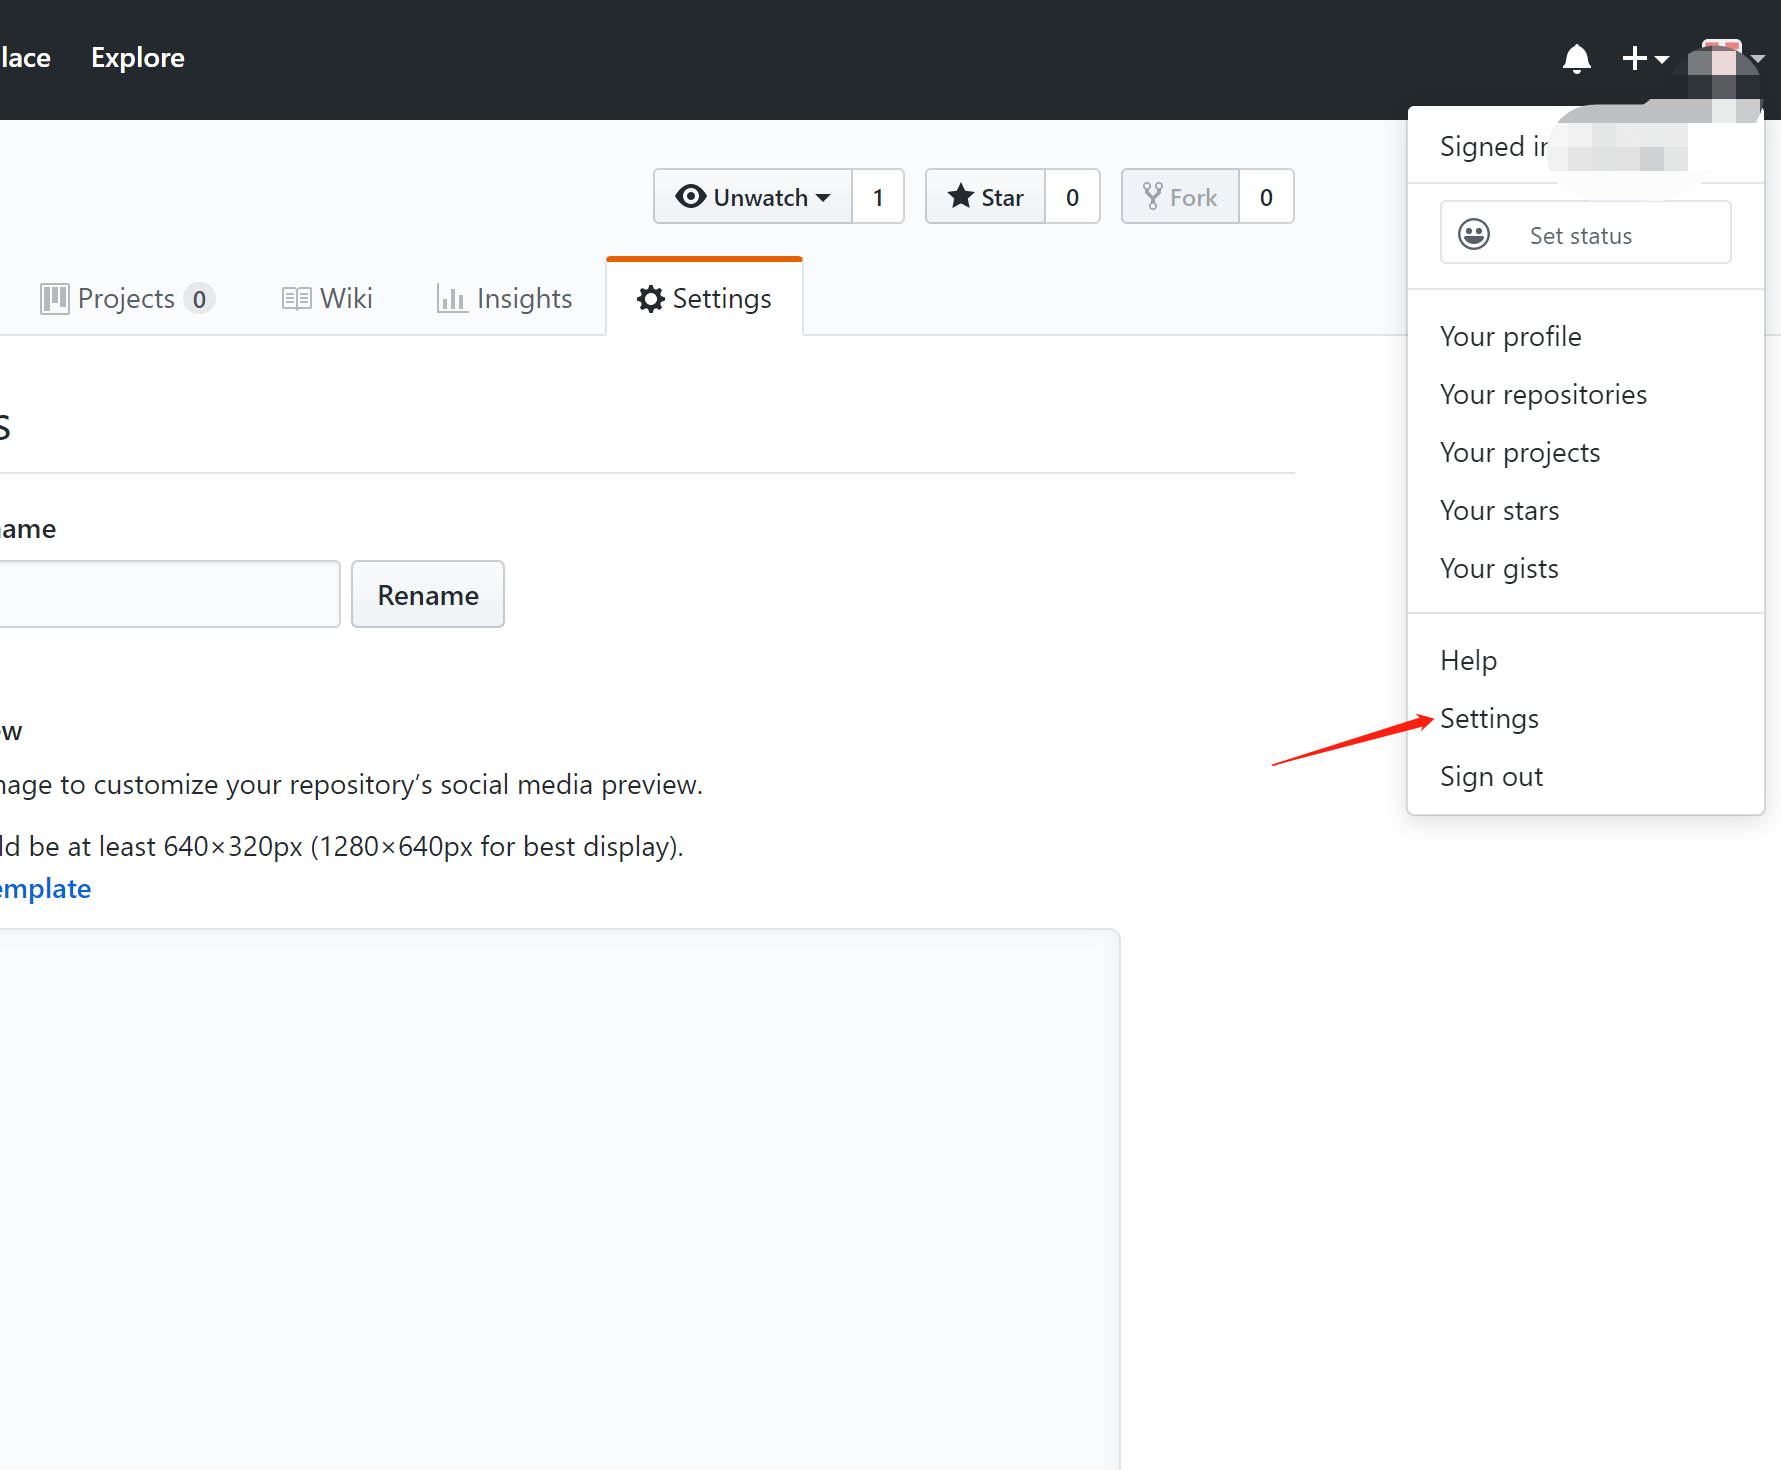 lace Explore
Signed in
Unwatch 1 Star 0 Fork 0
Set status
Projects 0 Wiki Insights Settings
Your profile
Your repositories
Your projects
Your stars
Your gists
Help
Settings
Sign out
s
ame
Rename
w
age to customize your repository’s social media preview.
ld be at least 640×320px (1280×640px for best display).
emplate